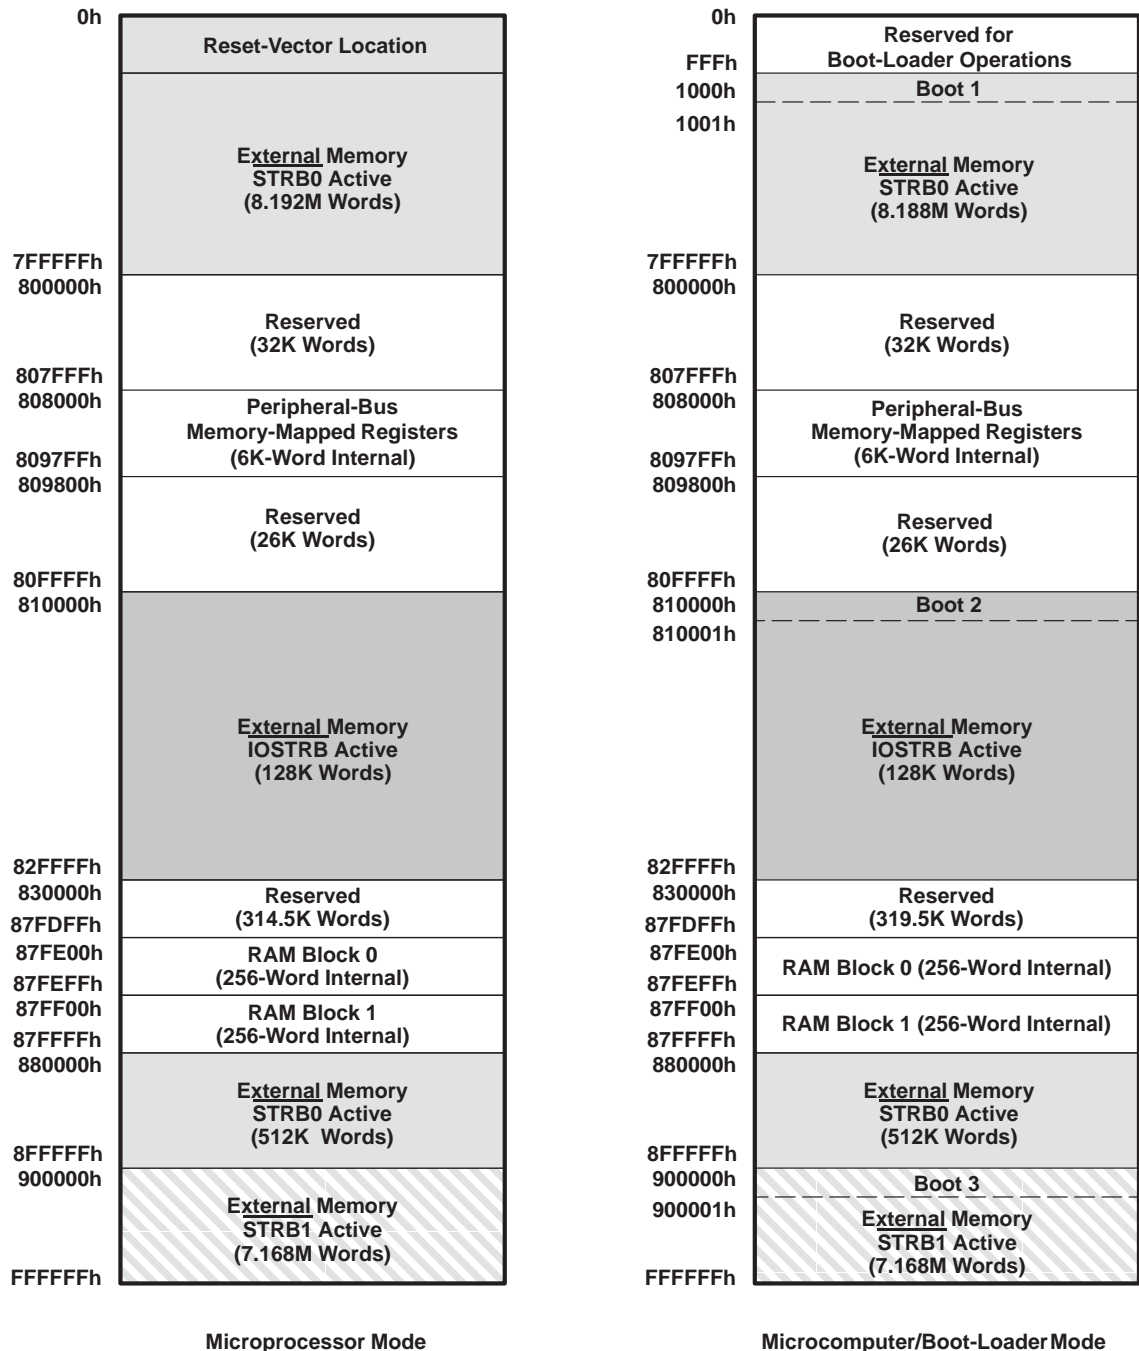 0h
Reset-Vector Location
External Memory
STRB0 Active
(8.192M Words)
7FFFFFh
800000h
Reserved
(32K Words)
807FFFh
808000h
Peripheral-Bus
Memory-Mapped Registers
(6K-Word Internal)
8097FFh
809800h
Reserved
(26K Words)
80FFFFh
810000h
External Memory
IOSTRB Active
(128K Words)
82FFFFh
830000h
Reserved
(314.5K Words)
87FDFFh
87FE00h
RAM Block 0
(256-Word Internal)
87FEFFh
87FF00h
RAM Block 1
(256-Word Internal)
87FFFFh
880000h
External Memory
STRB0 Active
(512K Words)
8FFFFFh
900000h
External Memory
STRB1 Active
(7.168M Words)
FFFFFFh
Microprocessor Mode
0h
Reserved for
Boot-Loader Operations
FFFh
1000h
Boot 1
1001h
External Memory
STRB0 Active
(8.188M Words)
7FFFFFh
800000h
Reserved
(32K Words)
807FFFh
808000h
Peripheral-Bus
Memory-Mapped Registers
(6K-Word Internal)
8097FFh
809800h
Reserved
(26K Words)
80FFFFh
810000h
Boot 2
810001h
External Memory
IOSTRB Active
(128K Words)
82FFFFh
830000h
Reserved
(319.5K Words)
87FDFFh
87FE00h
RAM Block 0 (256-Word Internal)
87FEFFh
87FF00h
RAM Block 1 (256-Word Internal)
87FFFFh
880000h
External Memory
STRB0 Active
(512K Words)
8FFFFFh
900000h
Boot 3
900001h
External Memory
STRB1 Active
(7.168M Words)
FFFFFFh
Microcomputer/Boot-Loader Mode